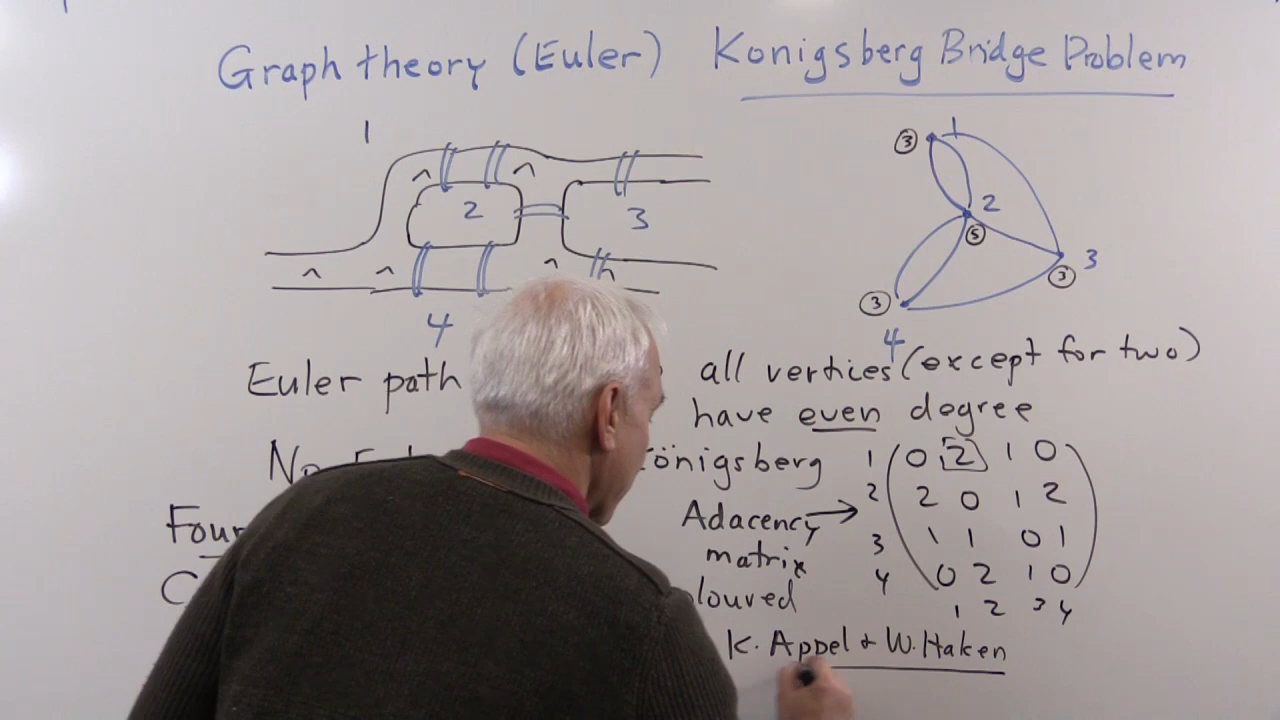 Graph theory (Euler) Konigsberg Bridge Problem
1
③ 1
2 3
2
⑤
③ 3
③
4
4
Euler path all vertices (except for two)
have even degree
No Königsberg
Adacency
matrix
loured
1 0 2 1 0
2 2 0 1 2
3 1 1 0 1
4 0 2 1 0
1 2 3 4
Four
C
K. Appel + W. Haken